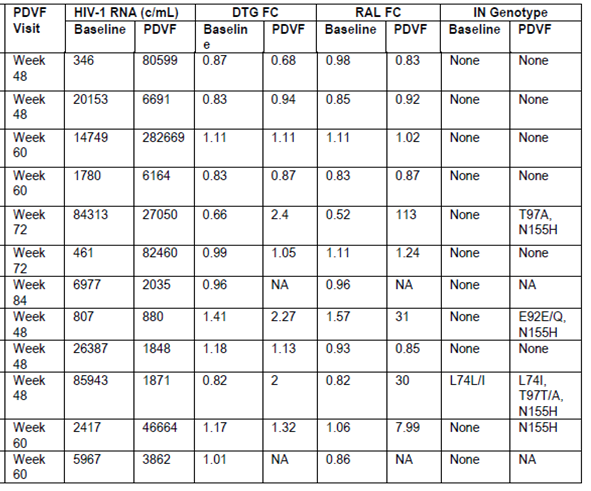 PDVF Visit | HIV-1 RNA (c/mL) | DTG FC | RAL FC | IN Genotype
Baseline | PDVF | Baselin e | PDVF | Baseline | PDVF | Baseline | PDVF
Week 48 | 346 | 80599 | 0.87 | 0.68 | 0.98 | 0.83 | None | None
Week 48 | 20153 | 6691 | 0.83 | 0.94 | 0.85 | 0.92 | None | None
Week 60 | 14749 | 282669 | 1.11 | 1.11 | 1.11 | 1.02 | None | None
Week 60 | 1780 | 6164 | 0.83 | 0.87 | 0.83 | 0.87 | None | None
Week 72 | 84313 | 27050 | 0.66 | 2.4 | 0.52 | 113 | None | T97A, N155H
Week 72 | 461 | 82460 | 0.99 | 1.05 | 1.11 | 1.24 | None | None
Week 84 | 6977 | 2035 | 0.96 | NA | 0.96 | NA | None | NA
Week 48 | 807 | 880 | 1.41 | 2.27 | 1.57 | 31 | None | E92E/Q, N155H
Week 48 | 26387 | 1848 | 1.18 | 1.13 | 0.93 | 0.85 | None | None
Week 48 | 85943 | 1871 | 0.82 | 2 | 0.82 | 30 | L74L/I | L74I, T97T/A, N155H
Week 60 | 2417 | 46664 | 1.17 | 1.32 | 1.06 | 7.99 | None | N155H
Week 60 | 5967 | 3862 | 1.01 | NA | 0.86 | NA | None | NA